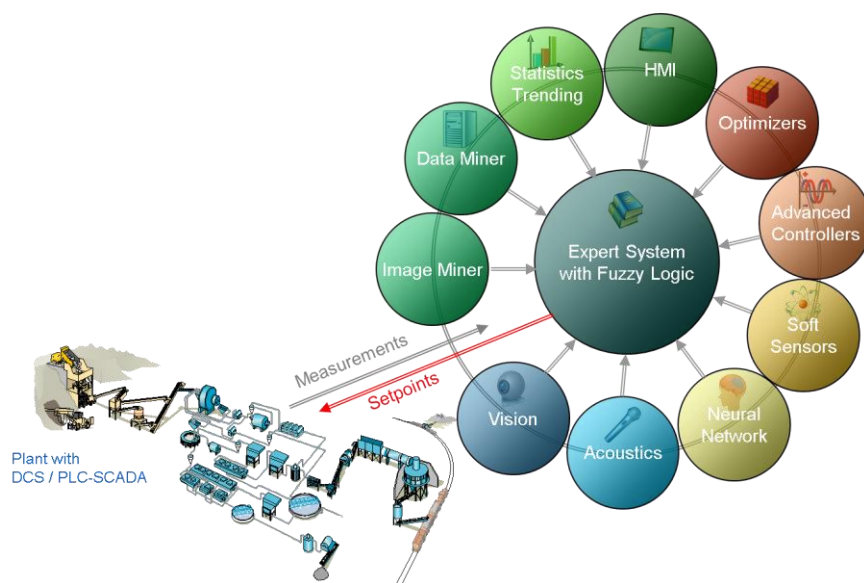 Statistics
Trending
HMI
Optimizers
Data Miner
Advanced
Controllers
Expert System
with Fuzzy Logic
Image Miner
Soft
Sensors
Measurements
Setpoints
Vision
Neural
Network
Acoustics
Plant with
DCS / PLC-SCADA